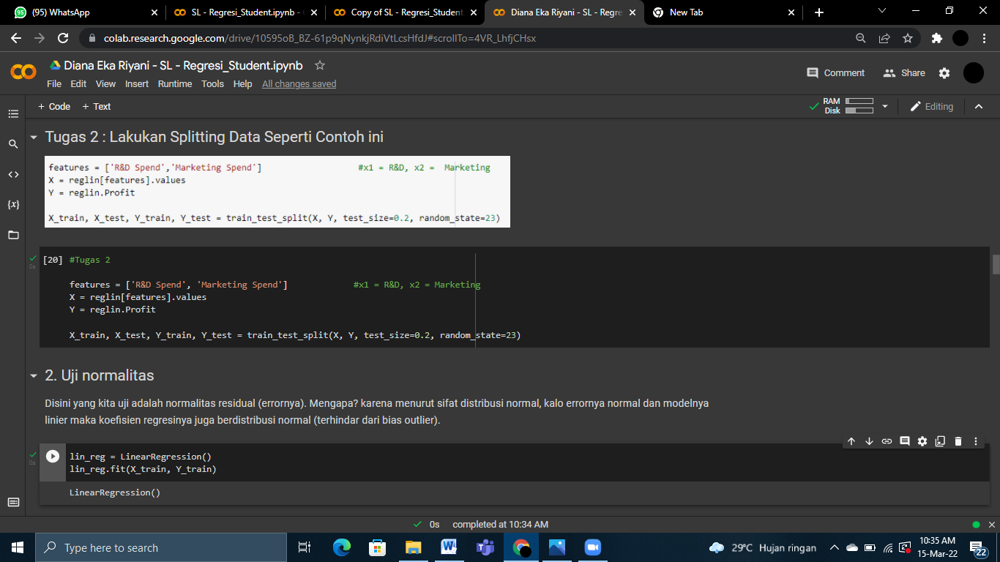 (95) WhatsApp
SL - Regresi_Student.ipynb -
Copy of SL - Regresi_Student
Diana Eka Riyani - SL - Regre
New Tab
colab.research.google.com/drive/10595oB_BZ-61p9qNynkjRdiVtLcsHfdJ#scrollTo=4VR_LhfjCHsx
Diana Eka Riyani - SL - Regresi_Student.ipynb
File Edit View Insert Runtime Tools Help All changes saved
Comment
Share
+ Code + Text
RAM
Disk
Editing
Tugas 2 : Lakukan Splitting Data Seperti Contoh ini
features = ['R&D Spend','Marketing Spend'] #x1 = R&D, x2 = Marketing
X = reglin[features].values
Y = reglin.Profit
X_train, X_test, Y_train, Y_test = train_test_split(X, Y, test_size=0.2, random_state=23)
0s
[20] #Tugas 2
features = ['R&D Spend', 'Marketing Spend'] #x1 = R&D, x2 = Marketing
X = reglin[features].values
Y = reglin.Profit
X_train, X_test, Y_train, Y_test = train_test_split(X, Y, test_size=0.2, random_state=23)
2. Uji normalitas
Disini yang kita uji adalah normalitas residual (errornya). Mengapa? karena menurut sifat distribusi normal, kalo errornya normal dan modelnya
linier maka koefisien regresinya juga berdistribusi normal (terhindar dari bias outlier).
0s
lin_reg = LinearRegression()
lin_reg.fit(X_train, Y_train)
LinearRegression()
0s completed at 10:34 AM
Type here to search
29°C Hujan ringan
10:35 AM
15-Mar-22
22